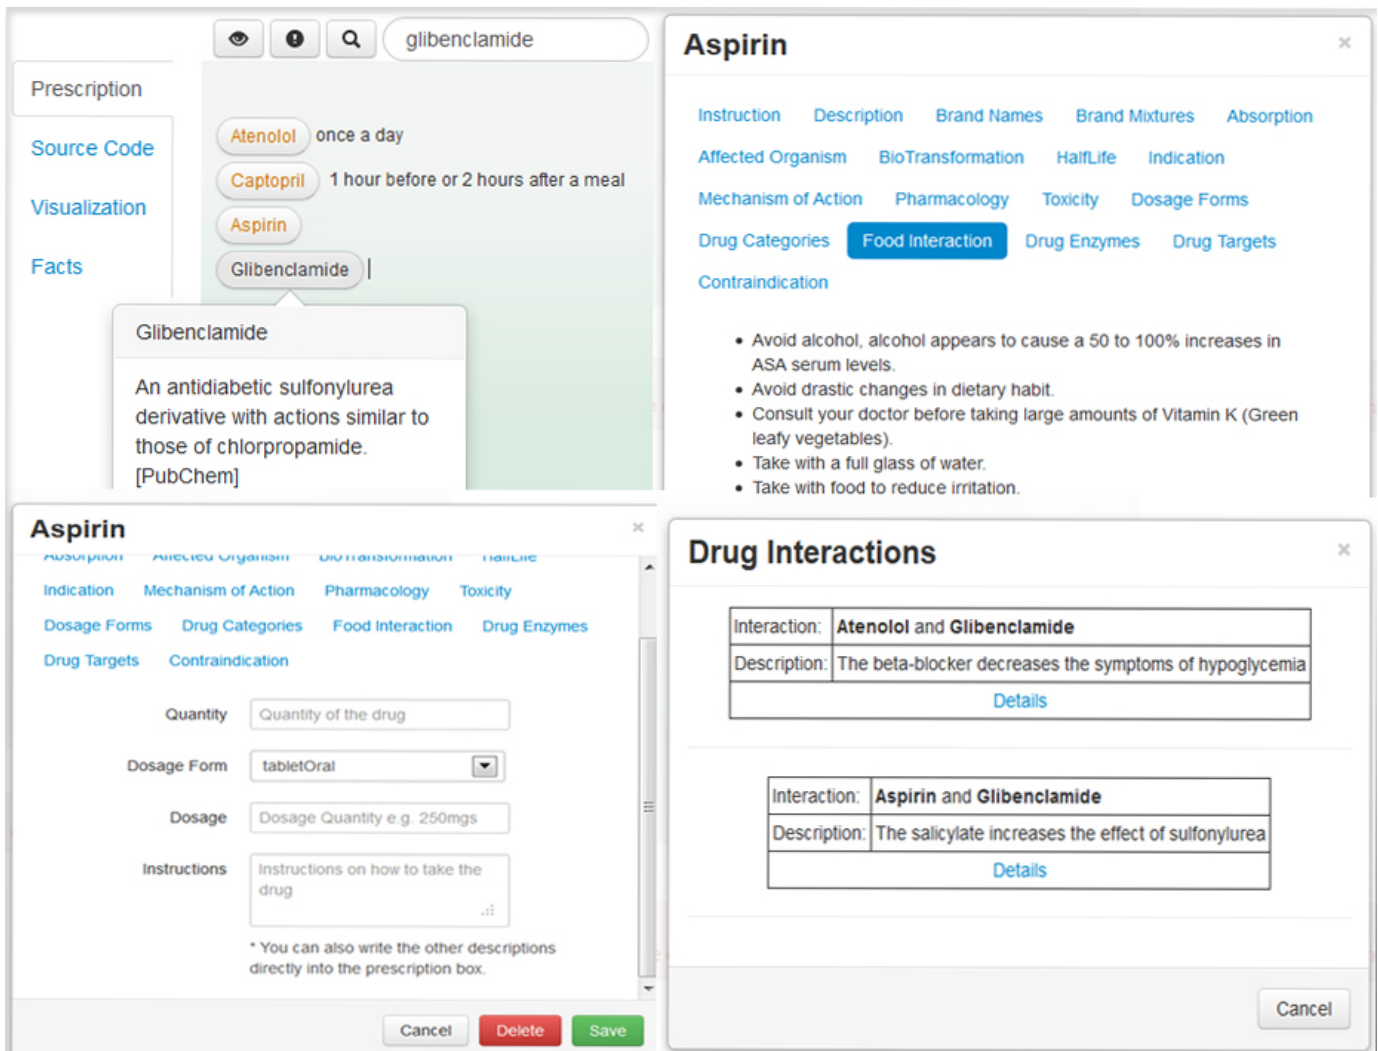 glibenclamide
Prescription
Source Code
Visualization
Facts
Atenolol once a day
Captopril 1 hour before or 2 hours after a meal
Aspirin
Glibenclamide
Glibenclamide
An antidiabetic sulfonylurea
derivative with actions similar to
those of chlorpropamide.
[PubChem]
Aspirin ×
Instruction Description Brand Names Brand Mixtures Absorption
Affected Organism BioTransformation HalfLife Indication
Mechanism of Action Pharmacology Toxicity Dosage Forms
Drug Categories Food Interaction Drug Enzymes Drug Targets
Contraindication
• Avoid alcohol, alcohol appears to cause a 50 to 100% increases in
ASA serum levels.
• Avoid drastic changes in dietary habit.
• Consult your doctor before taking large amounts of Vitamin K (Green
leafy vegetables).
• Take with a full glass of water.
• Take with food to reduce irritation.
Aspirin ×
Absorption Affected Organism BioTransformation HalfLife
Indication Mechanism of Action Pharmacology Toxicity
Dosage Forms Drug Categories Food Interaction Drug Enzymes
Drug Targets Contraindication
Quantity Quantity of the drug
Dosage Form tabletOral
Dosage Dosage Quantity e.g. 250mgs
Instructions Instructions on how to take the
drug
* You can also write the other descriptions
directly into the prescription box.
Cancel Delete Save
Drug Interactions ×
Interaction: Atenolol and Glibenclamide
Description: The beta-blocker decreases the symptoms of hypoglycemia
Details
Interaction: Aspirin and Glibenclamide
Description: The salicylate increases the effect of sulfonylurea
Details
Cancel